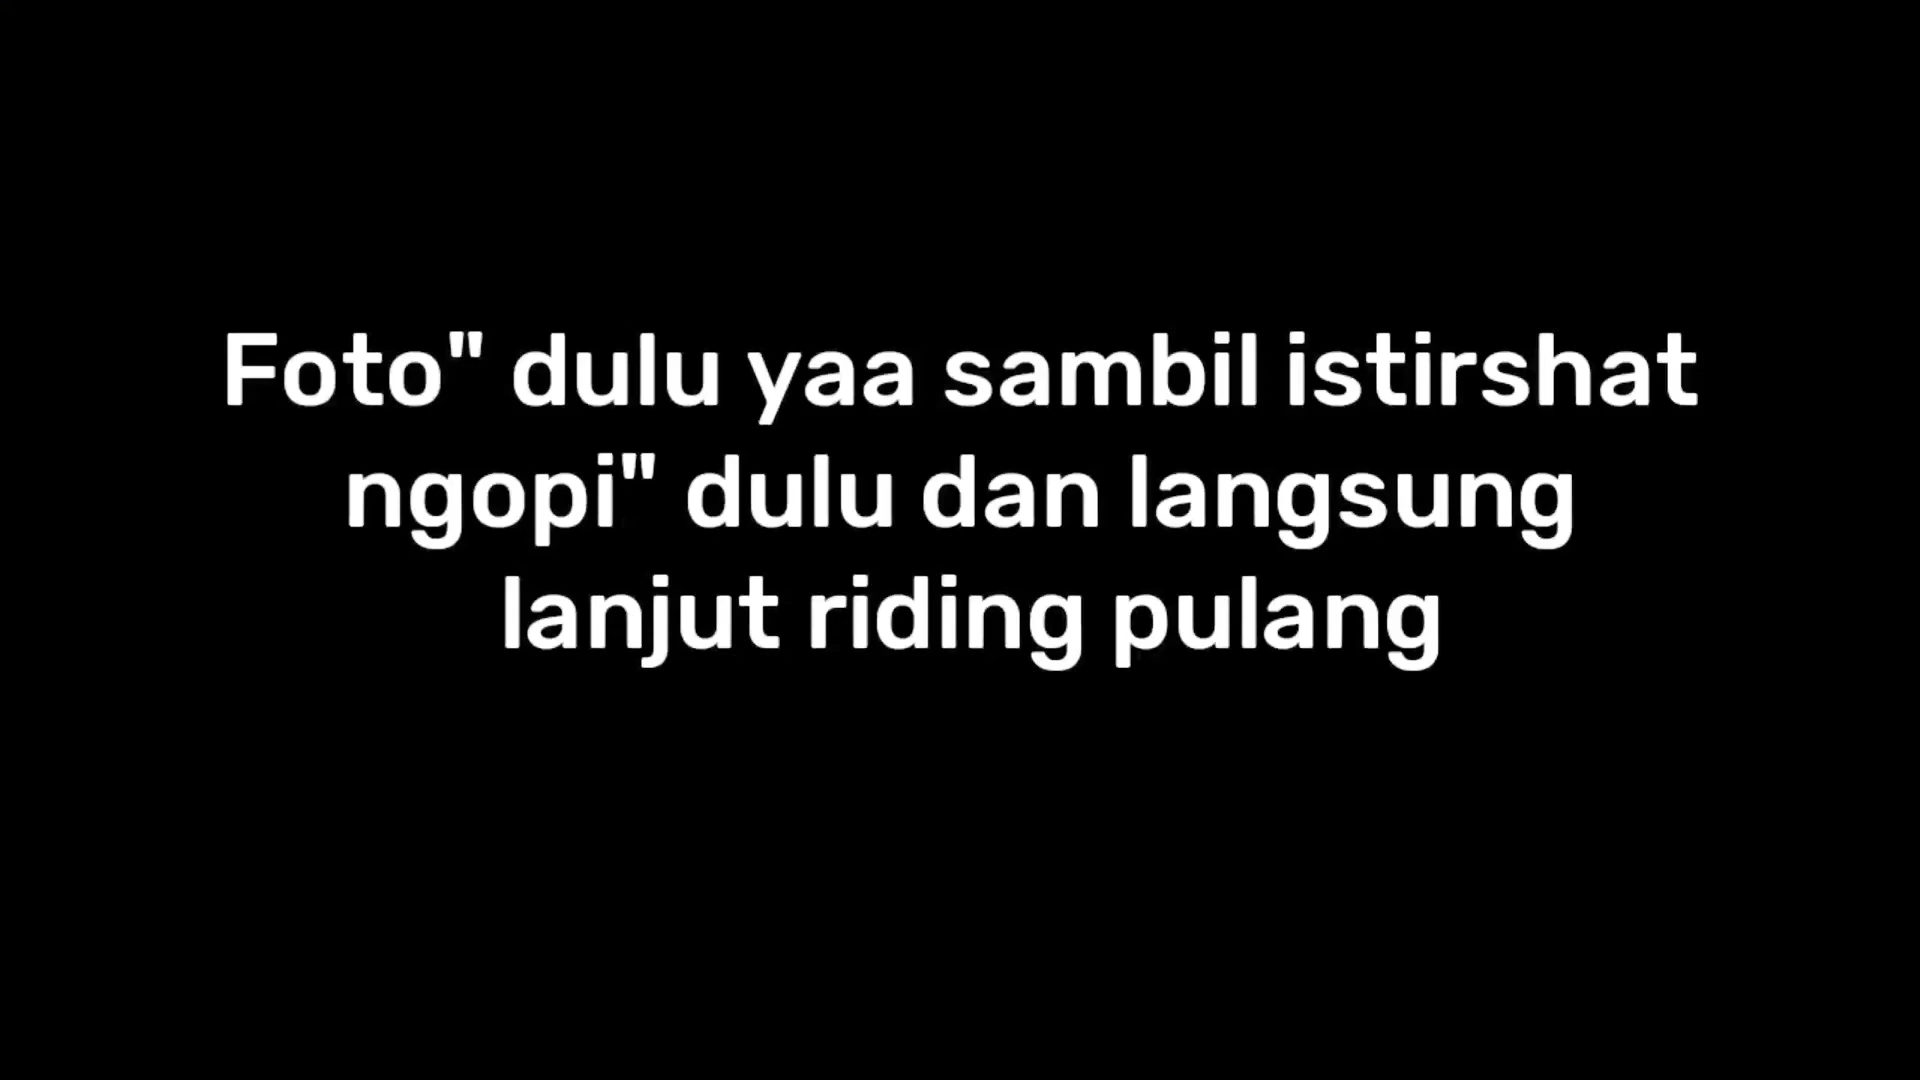 Foto" dulu yaa sambil istirshat
ngopi" dulu dan langsung
lanjut riding pulang